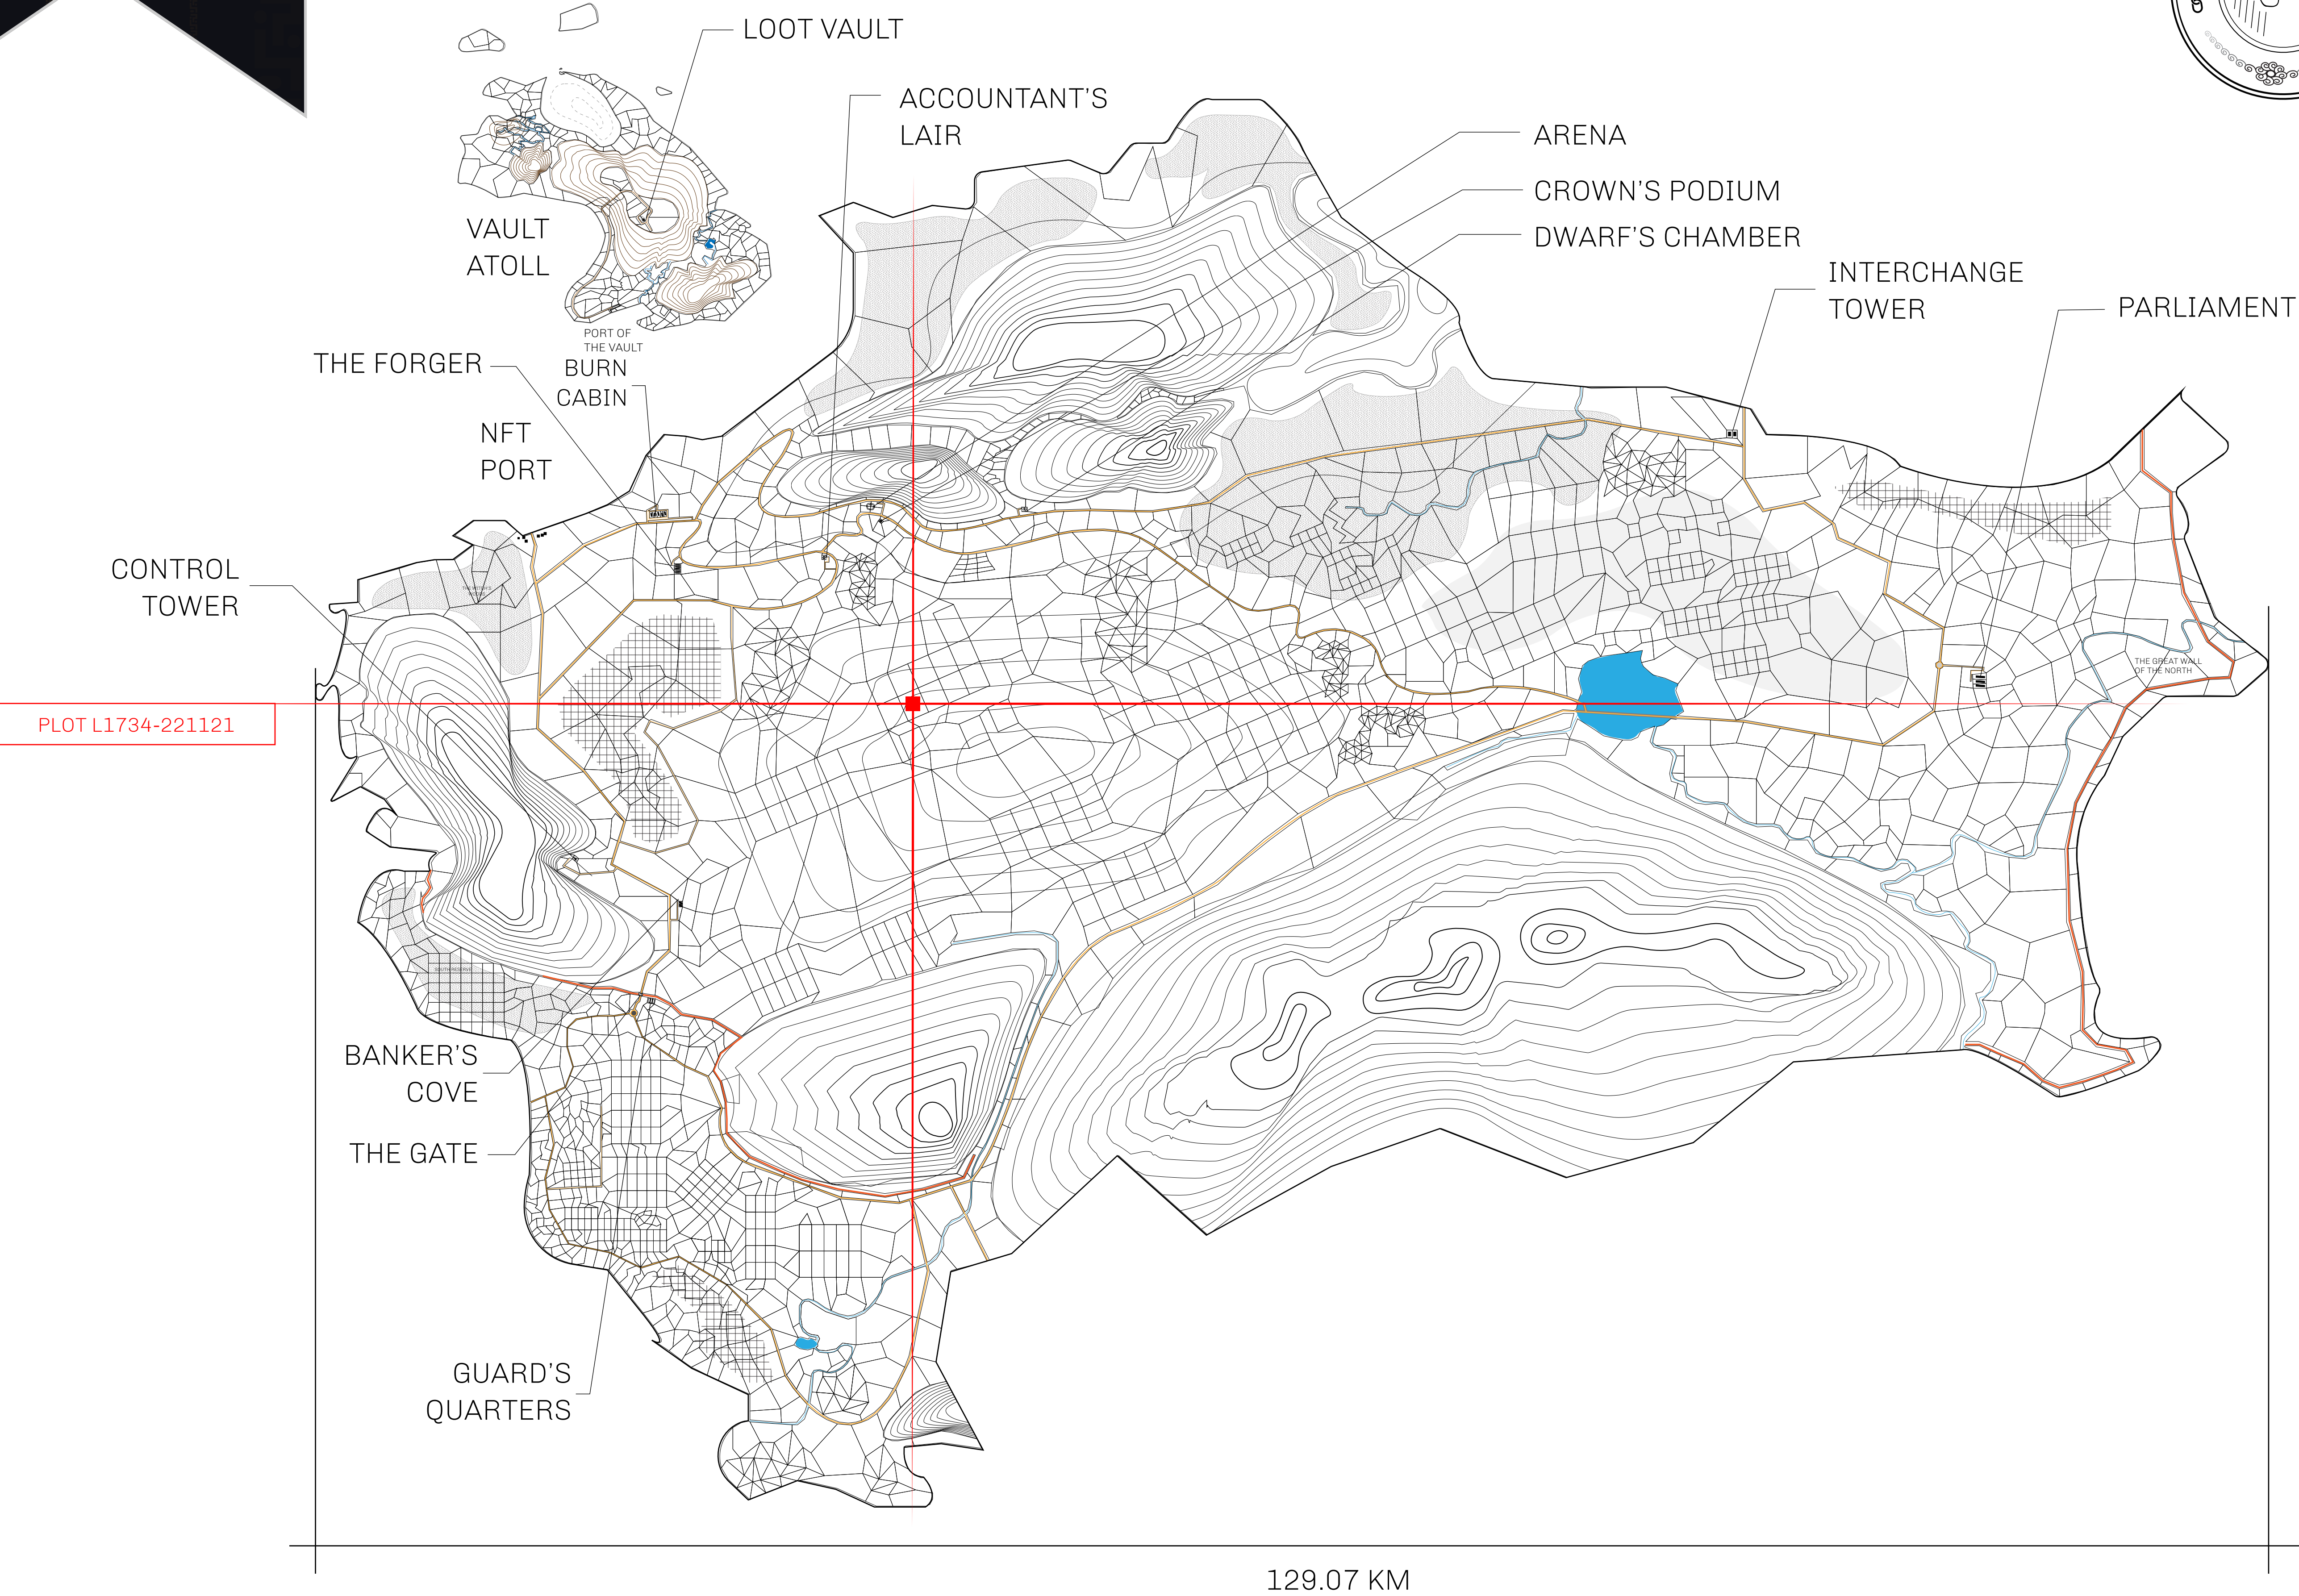 LOOT VAULT
ACCOUNTANT'S
LAIR
ARENA
CROWN'S PODIUM
DWARF'S CHAMBER
INTERCHANGE
TOWER
PARLIAMENT
VAULT
ATOLL
PORT OF
THE VAULT
THE FORGER
BURN
CABIN
NFT
PORT
CONTROL
TOWER
THE GREAT WALL
OF THE NORTH
PLOT L1734-221121
SOUTH RESERVE
BANKER'S
COVE
THE GATE
GUARD'S
QUARTERS
129.07 KM